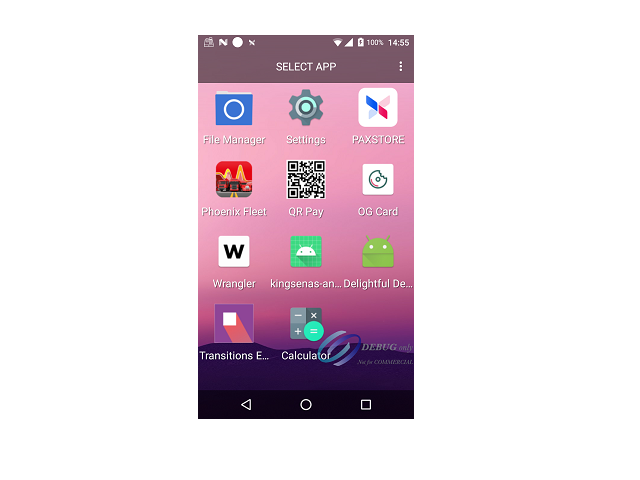 100% 14:55
SELECT APP
File Manager Settings PAXSTORE
Phoenix Fleet QR Pay OG Card
W
Wrangler kingsenas-an... Delightful De...
Transitions E... Calculator
DEBUG only
Not for COMMERCIAL